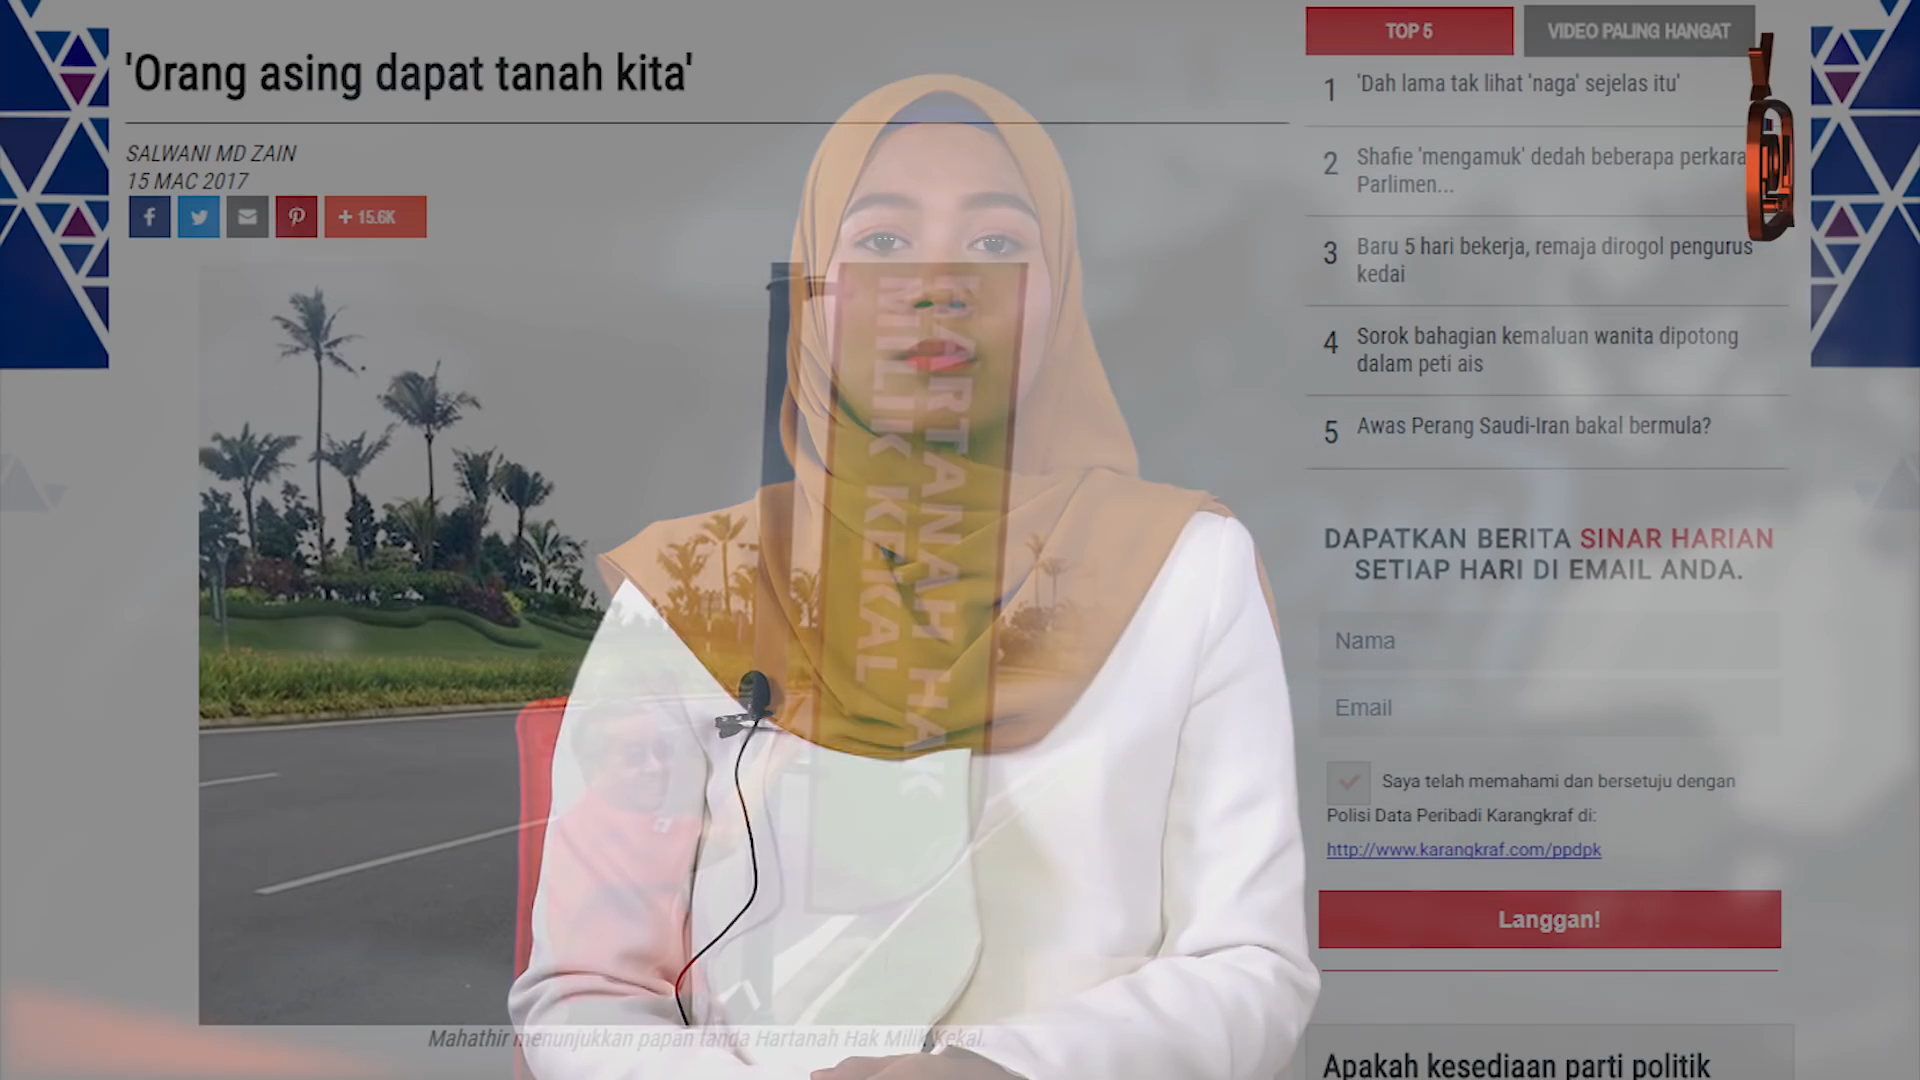 'Orang asing dapat tanah kita'
SALWANI MD ZAIN
15 MAC 2017
+ 15.6K
HARTANAH HAK
MILIK KEKAL
Mahathir menunjukkan papan tanda Hartanah Hak Milik Kekal.
TOP 5
VIDEO PALING HANGAT
1 'Dah lama tak lihat 'naga' sejelas itu'
2 Shafie 'mengamuk' dedah beberapa perkara
Parlimen...
3 Baru 5 hari bekerja, remaja dirogol pengurus
kedai
4 Sorok bahagian kemaluan wanita dipotong
dalam peti ais
5 Awas Perang Saudi-Iran bakal bermula?
DAPATKAN BERITA SINAR HARIAN
SETIAP HARI DI EMAIL ANDA.
Nama
Email
Saya telah memahami dan bersetuju dengan
Polisi Data Peribadi Karangkraf di:
http://www.karangkraf.com/ppdpk
Langgan!
Apakah kesediaan parti politik